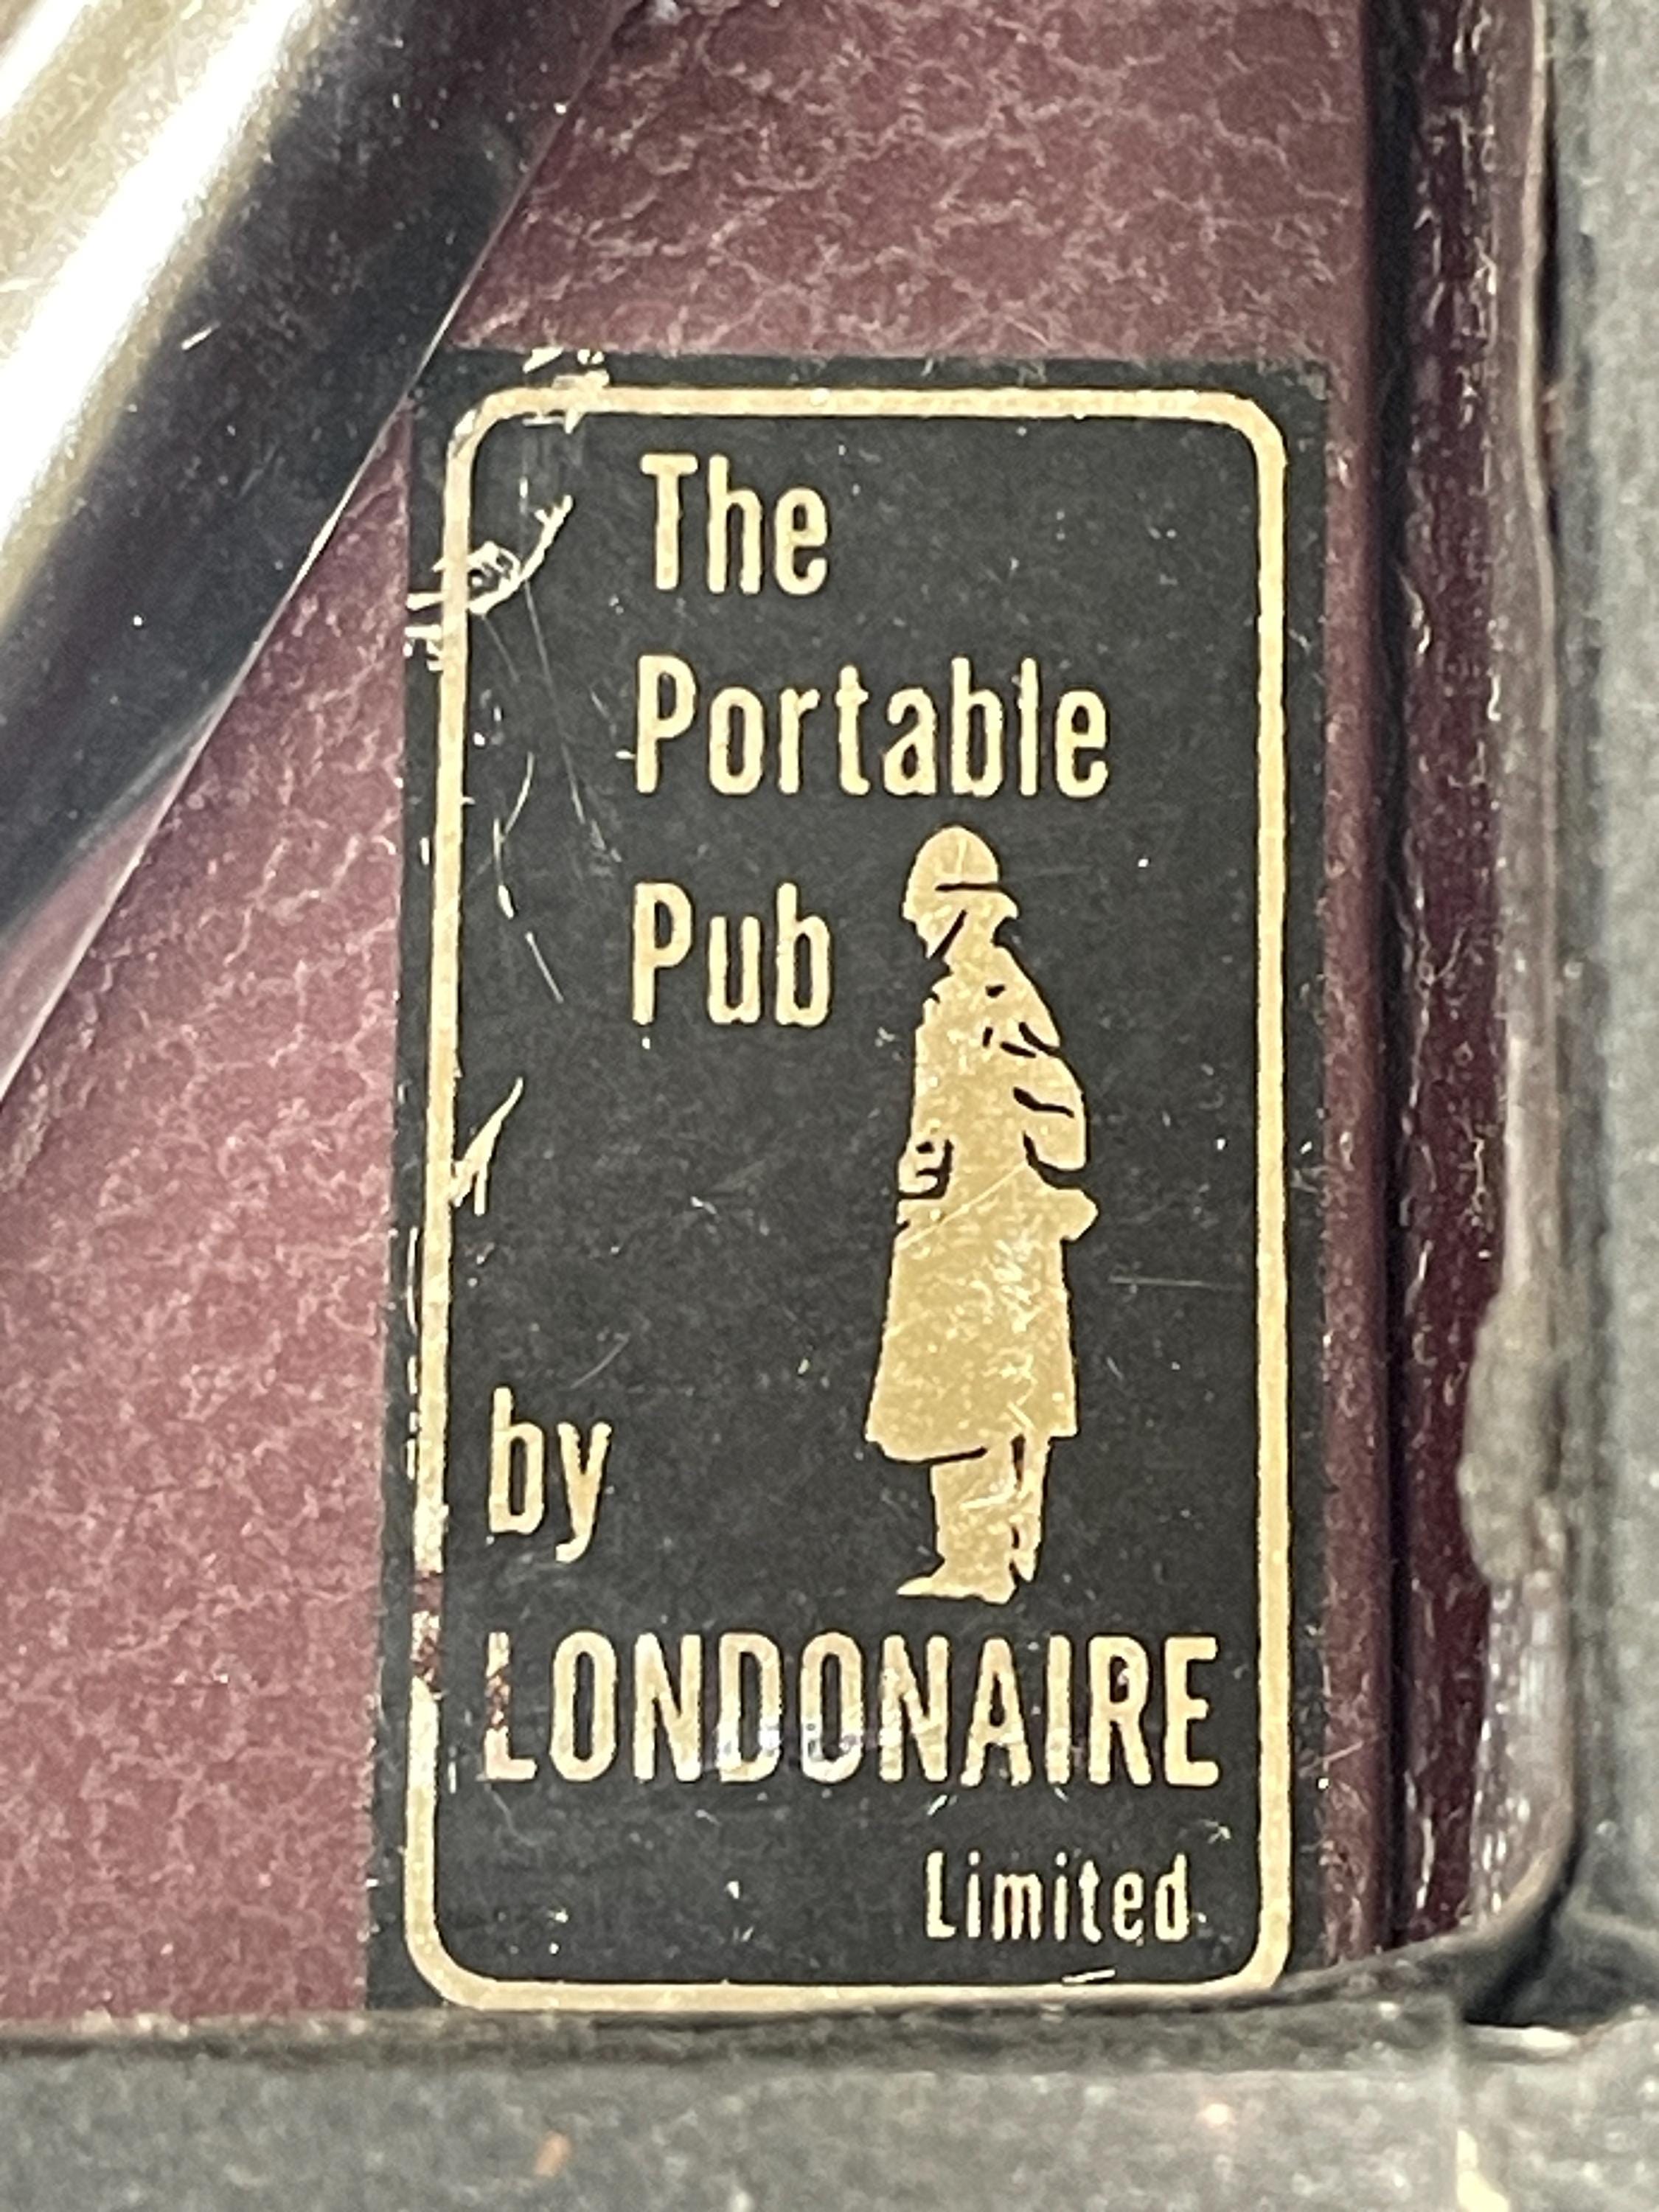 The
Portable
Pub
by
LONDONAIRE
Limited